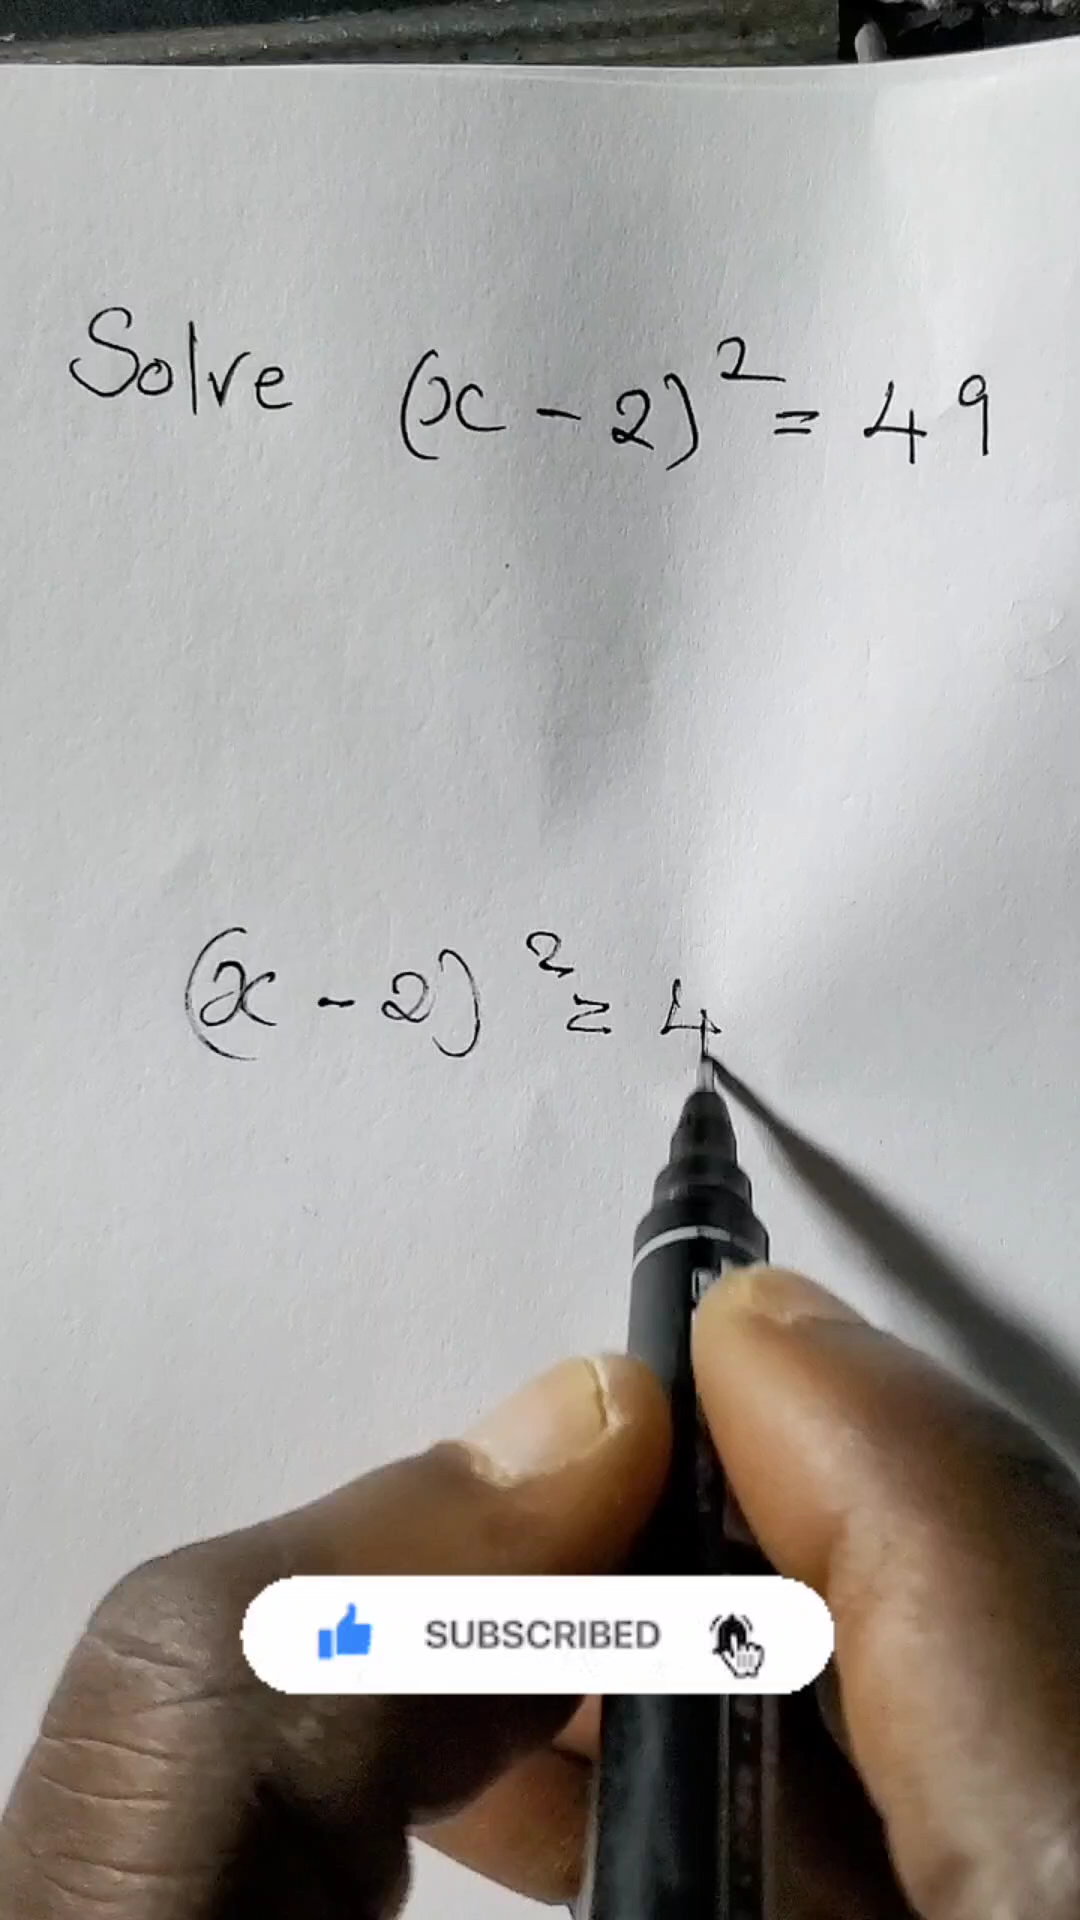 Solve (x - 2)² = 49
(x - 2)² = 4
SUBSCRIBED